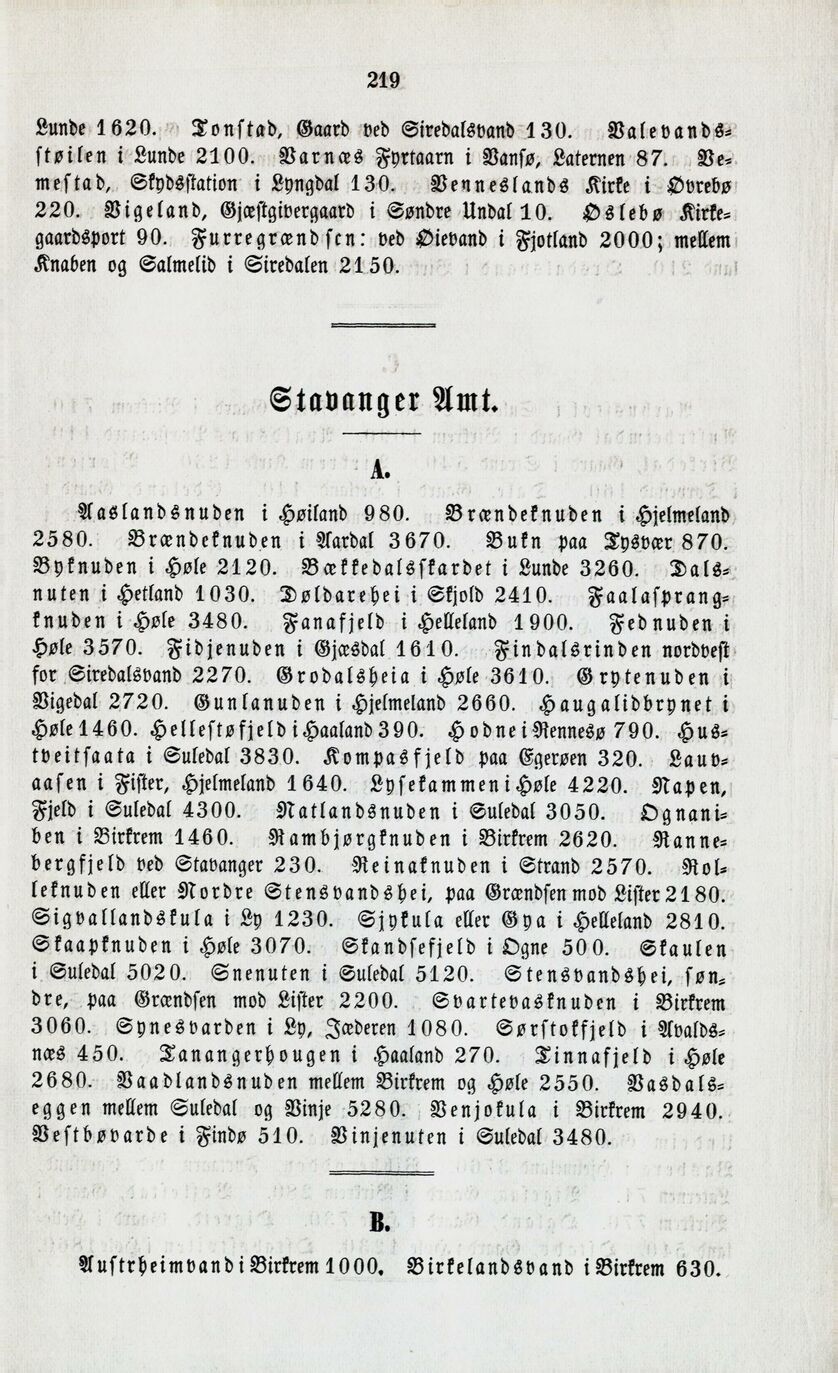 219
Lunde 1620. Tonstad, Gaard ved Siredalsvand 130. Valevands-
støilen i Lunde 2100. Varnæs Fyrtaarn i Vansø, Laternen 87. Ve-
mestad, Skydsstation i Lyngdal 130. Venneslands Kirke i Øvrebø
220. Vigeland, Gjæstgivergaard i Søndre Undal 10. Øslebø Kirke-
gaardsport 90. Furregrændsen: ved Øievand i Fjotland 2000; mellem
Knaben og Salmelid i Siredalen 2150.
Stavanger Amt.
A.
Aaslandsnuden i Høiland 980. Brændeknuden i Hjelmeland
2580. Brændeknuden i Aardal 3670. Bukn paa Tysvær 870.
Byknuden i Høle 2120. Bækkedalsskardet i Lunde 3260. Dals-
nuten i Hetland 1030. Dølbarehei i Skjold 2410. Faalasprang-
knuden i Høle 3480. Fanafjeld i Helleland 1900. Fednuden i
Høle 3570. Fidjenuden i Gjæsdal 1610. Findalsrinden nordvest
for Siredalsvand 2270. Grodalsheia i Høle 3610. Grytenuden i
Vigedal 2720. Gunlanuden i Hjelmeland 2660. Haugalidbrynet i
Høle 1460. Hellestøfjeld i Haaland 390. Hodne i Rennesø 790. Hus-
tveitsaata i Suledal 3830. Kompasfjeld paa Egerøen 320. Lauv-
aasen i Fister, Hjelmeland 1640. Lysekammen i Høle 4220. Napen,
Fjeld i Suledal 4300. Natlandsnuden i Suledal 3050. Ognani-
ben i Birkrem 1460. Rambjørgknuden i Birkrem 2620. Ranne-
bergfjeld ved Stavanger 230. Reinaknuden i Strand 2570. Rol-
leknuden eller Nordre Stensvandshei, paa Grændsen mod Lister 2180.
Sigvallandskula i Ly 1230. Sjykula eller Gya i Helleland 2810.
Skaapknuden i Høle 3070. Skandsefjeld i Ogne 500. Skaulen
i Suledal 5020. Snenuten i Suledal 5120. Stensvandshei, søn-
dre, paa Grændsen mod Lister 2200. Svartevasknuden i Birkrem
3060. Synesvarden i Ly, Jæderen 1080. Sørstokfjeld i Avalds-
næs 450. Tanangerhougen i Haaland 270. Tinnafjeld i Høle
2680. Vaadlandsnuden mellem Birkrem og Høle 2550. Vasdals-
eggen mellem Suledal og Vinje 5280. Venjokula i Birkrem 2940.
Vestbøvarde i Findø 510. Vinjenuten i Suledal 3480.
B.
Austrheimvand i Birkrem 1000. Birkelandsvand i Birkrem 630.